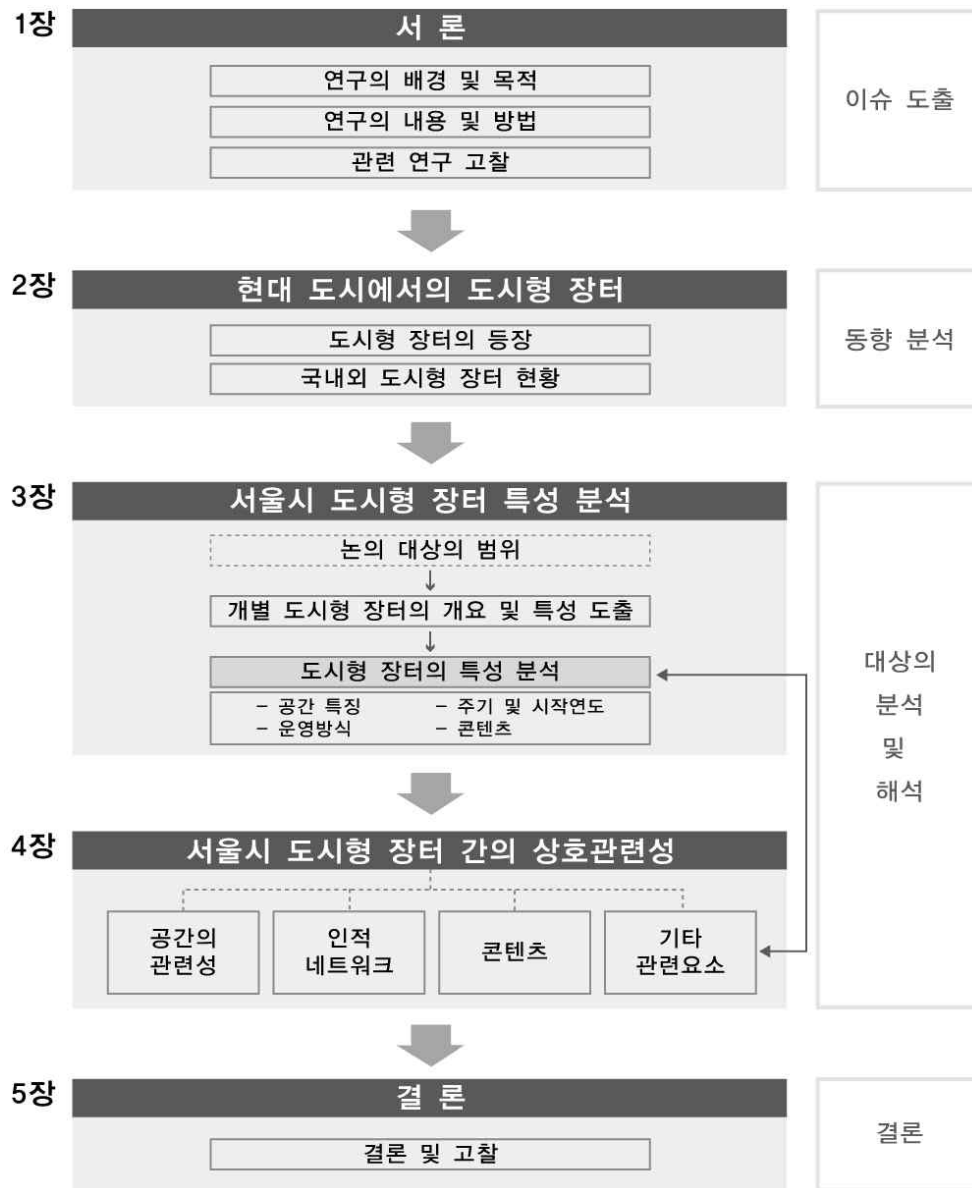 1장
서 론
연구의 배경 및 목적
연구의 내용 및 방법
관련 연구 고찰
이슈 도출
2장
현대 도시에서의 도시형 장터
도시형 장터의 등장
국내외 도시형 장터 현황
동향 분석
3장
서울시 도시형 장터 특성 분석
논의 대상의 범위
개별 도시형 장터의 개요 및 특성 도출
도시형 장터의 특성 분석
- 공간 특징 - 주기 및 시작연도
- 운영방식 - 콘텐츠
대상의
분석
및
해석
4장
서울시 도시형 장터 간의 상호관련성
공간의
관련성
인적
네트워크
콘텐츠
기타
관련요소
5장
결 론
결론 및 고찰
결론